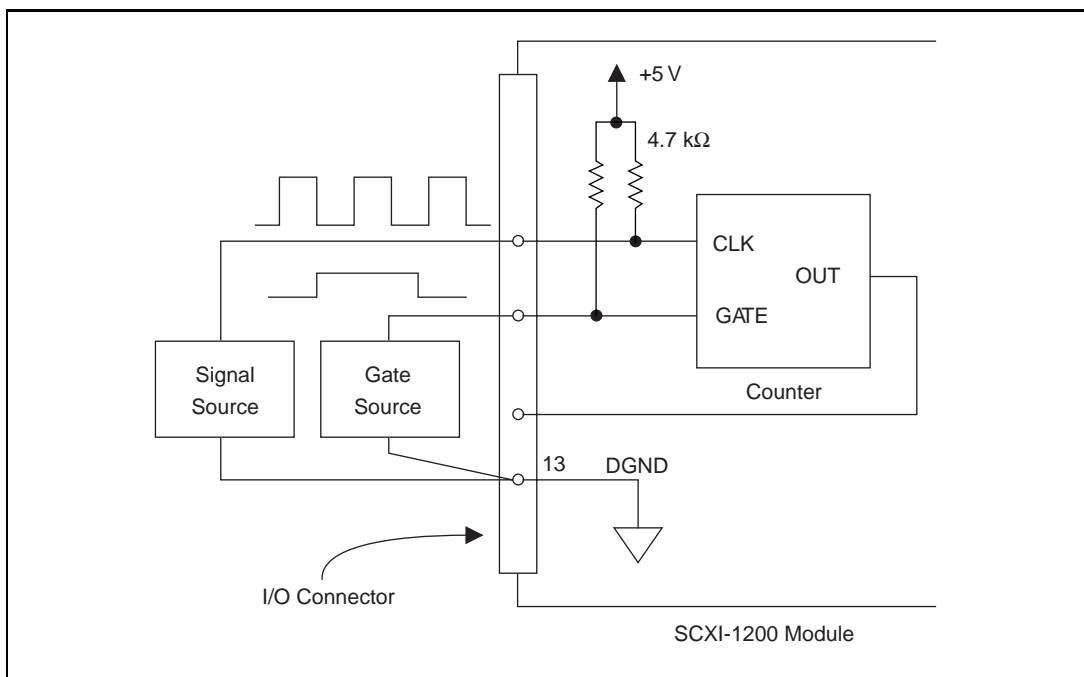 +5 V
4.7 kΩ
CLK
OUT
GATE
Signal
Source
Gate
Source
Counter
13
DGND
I/O Connector
SCXI-1200 Module